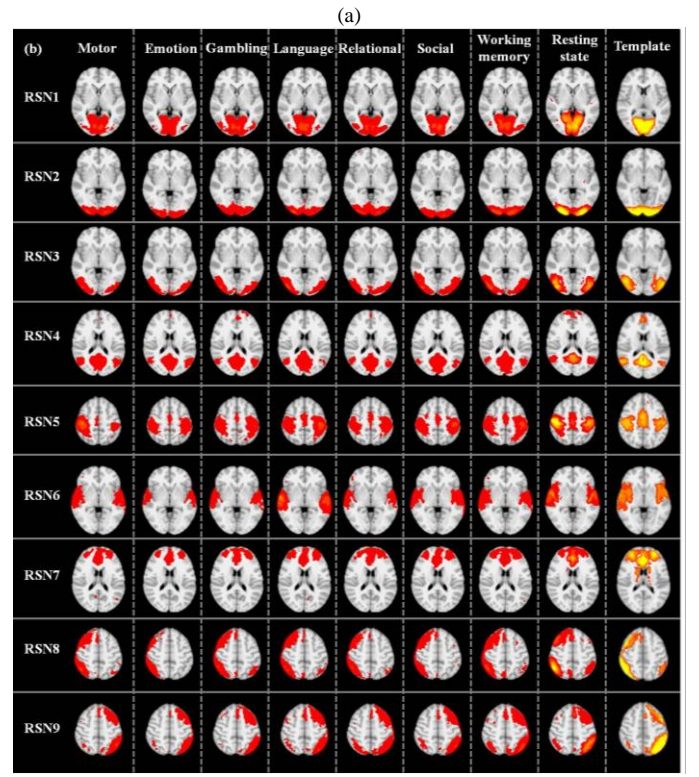 (a)
(b) Motor Emotion Gambling Language Relational Social Working memory Resting state Template
RSN1
RSN2
RSN3
RSN4
RSN5
RSN6
RSN7
RSN8
RSN9